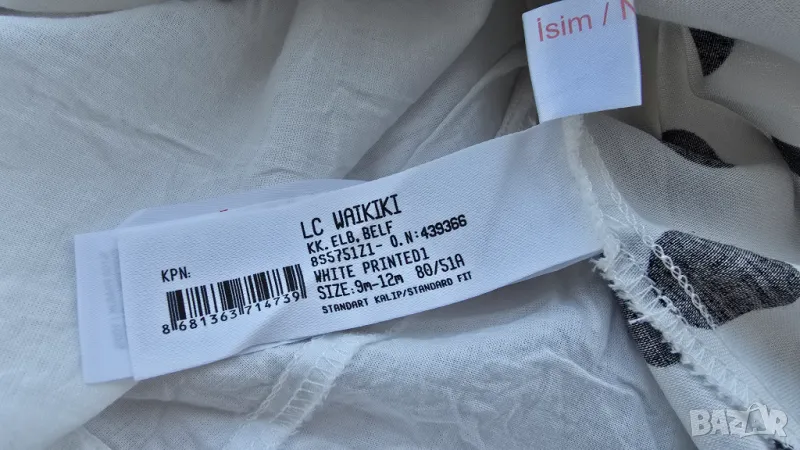 İsim / N
LC WAIKIKI
KK. ELB, BELF
8S5751Z1- O.N:439366
WHITE PRINTED1
SIZE:9m-12m 80/51A
STANDART KALIP/STANDARD FIT
KPN:
8 681363 714739
BAZAR